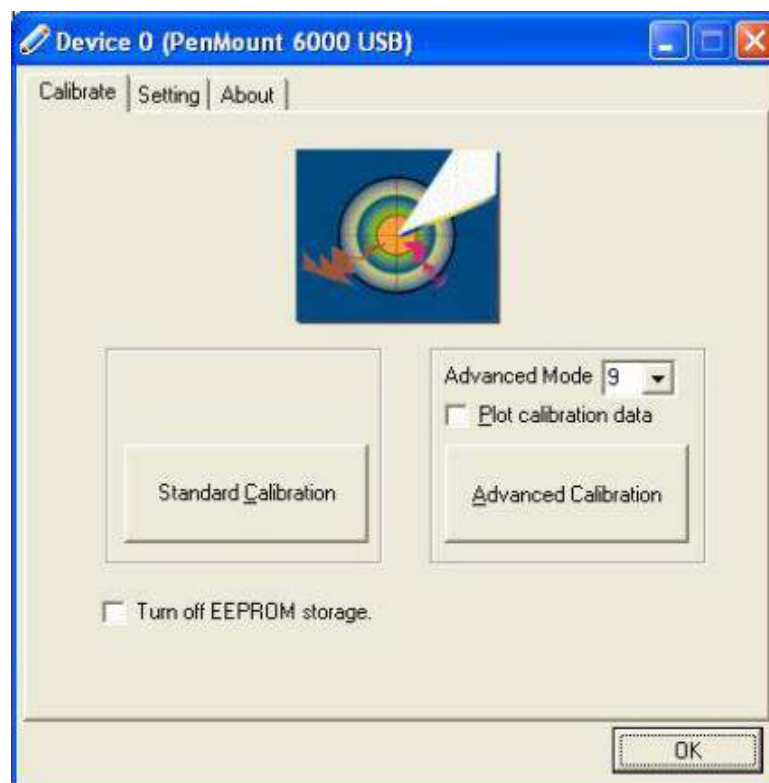 Device 0 (PenMount 6000 USB)
Calibrate Setting About
Advanced Mode 9
Plot calibration data
Standard Calibration Advanced Calibration
Turn off EEPROM storage.
OK